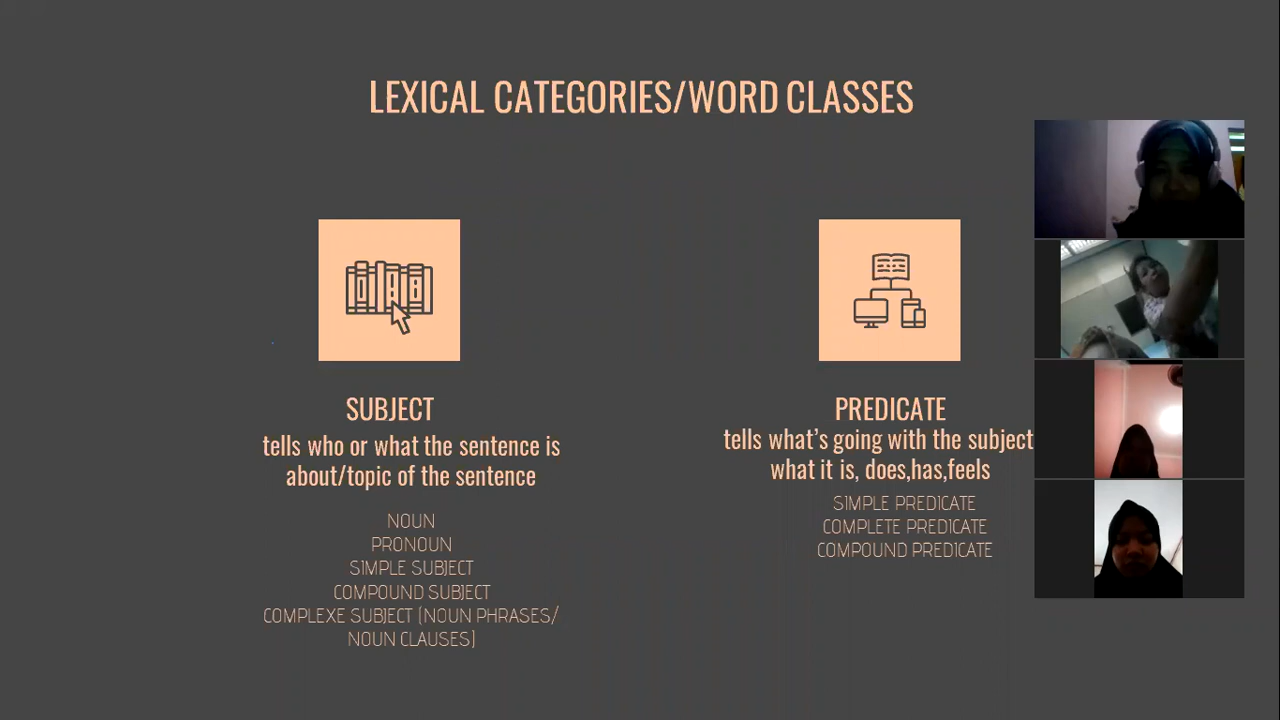 LEXICAL CATEGORIES/WORD CLASSES
SUBJECT
tells who or what the sentence is
about/topic of the sentence
NOUN
PRONOUN
SIMPLE SUBJECT
COMPOUND SUBJECT
COMPLEXE SUBJECT (NOUN PHRASES/
NOUN CLAUSES)
PREDICATE
tells what’s going with the subject
what it is, does,has,feels
SIMPLE PREDICATE
COMPLETE PREDICATE
COMPOUND PREDICATE